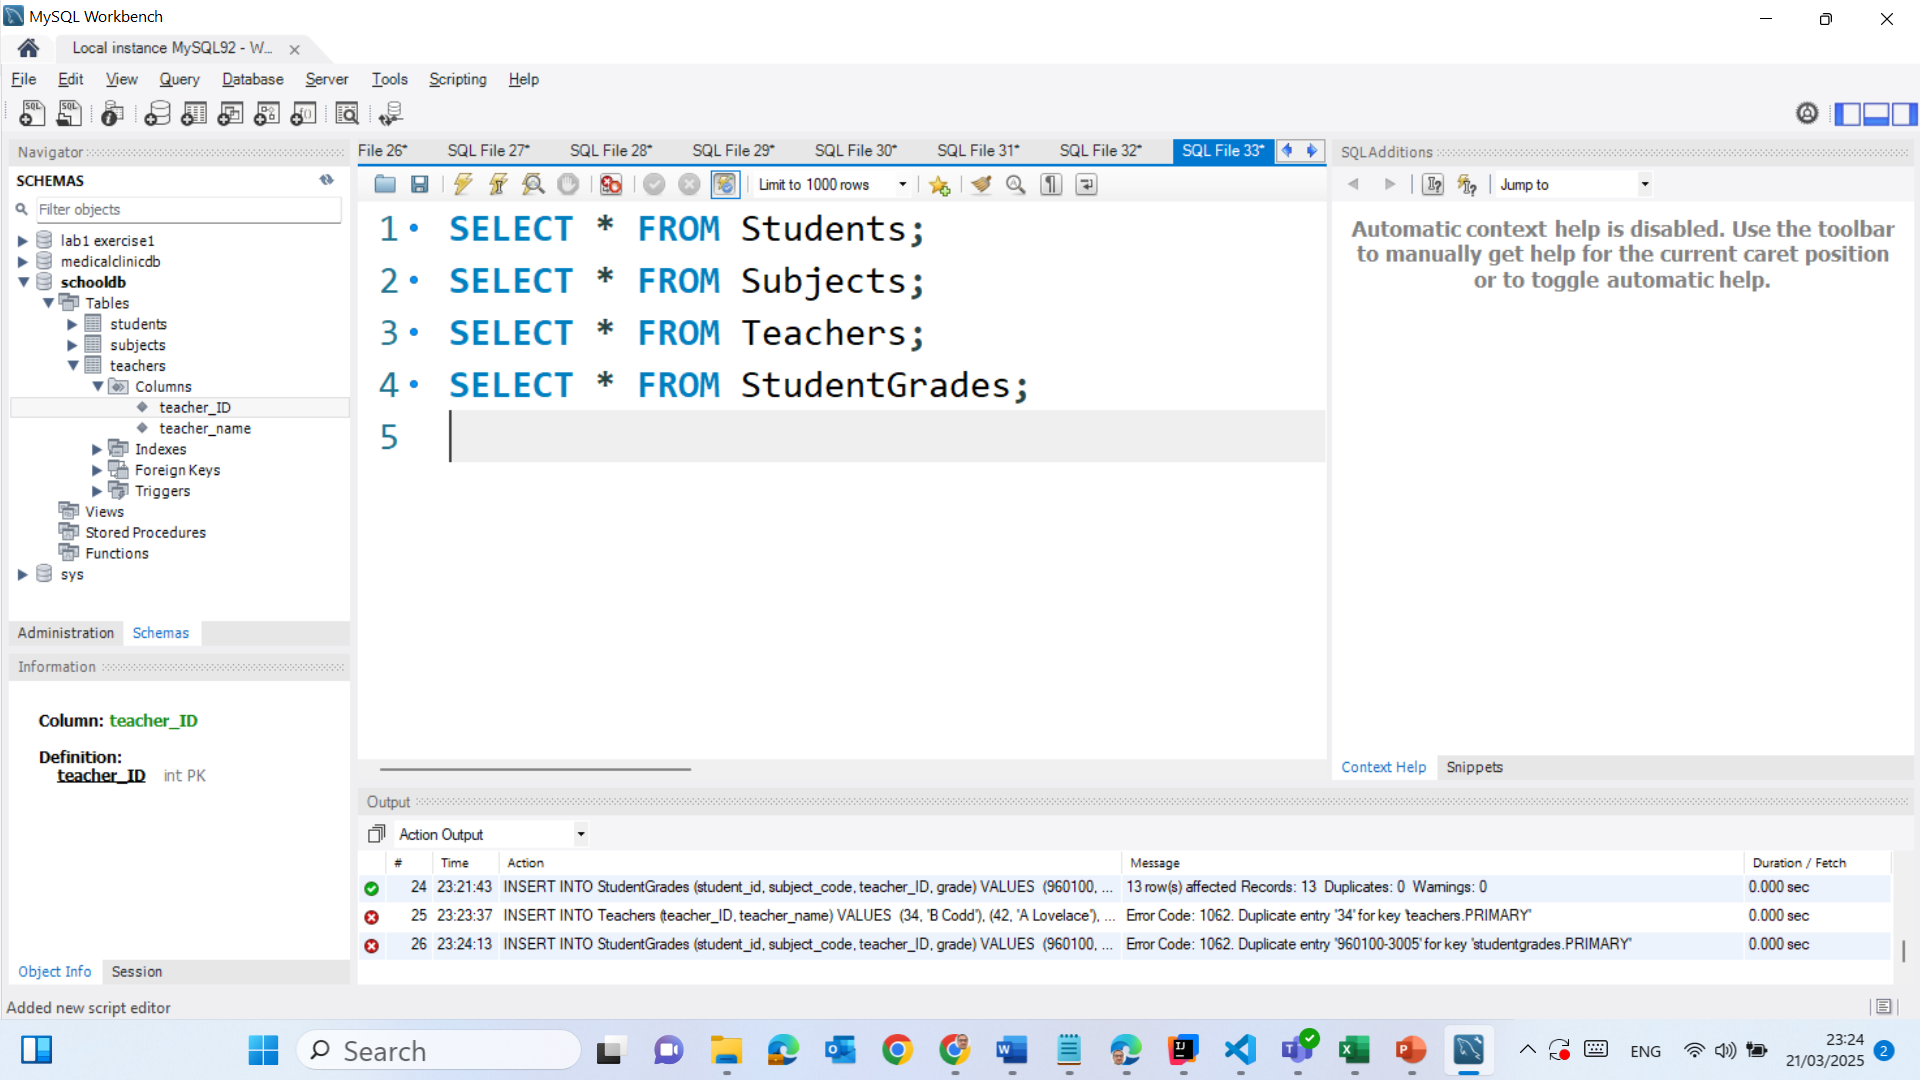 MySQL Workbench
Local instance MySQL92 - W...
File Edit View Query Database Server Tools Scripting Help
Navigator
SCHEMAS
Filter objects
lab1 exercise1
medicalclinicdb
schooldb
Tables
students
subjects
teachers
Columns
teacher_ID
teacher_name
Indexes
Foreign Keys
Triggers
Views
Stored Procedures
Functions
sys
Administration Schemas
Information
Column: teacher_ID
Definition:
teacher_ID int PK
Object Info Session
File 26* SQL File 27* SQL File 28* SQL File 29* SQL File 30* SQL File 31* SQL File 32* SQL File 33*
Limit to 1000 rows
1 SELECT * FROM Students;
2 SELECT * FROM Subjects;
3 SELECT * FROM Teachers;
4 SELECT * FROM StudentGrades;
5
SQLAdditions
Jump to
Automatic context help is disabled. Use the toolbar
to manually get help for the current caret position
or to toggle automatic help.
Context Help Snippets
Output
Action Output
# Time Action Message Duration / Fetch
24 23:21:43 INSERT INTO StudentGrades (student_id, subject_code, teacher_ID, grade) VALUES (960100, ... 13 row(s) affected Records: 13 Duplicates: 0 Warnings: 0 0.000 sec
25 23:23:37 INSERT INTO Teachers (teacher_ID, teacher_name) VALUES (34, 'B Codd'), (42, 'A Lovelace'), ... Error Code: 1062. Duplicate entry '34' for key 'teachers.PRIMARY' 0.000 sec
26 23:24:13 INSERT INTO StudentGrades (student_id, subject_code, teacher_ID, grade) VALUES (960100, ... Error Code: 1062. Duplicate entry '960100-3005' for key 'studentgrades.PRIMARY' 0.000 sec
Added new script editor
Search
ENG
23:24
21/03/2025
2